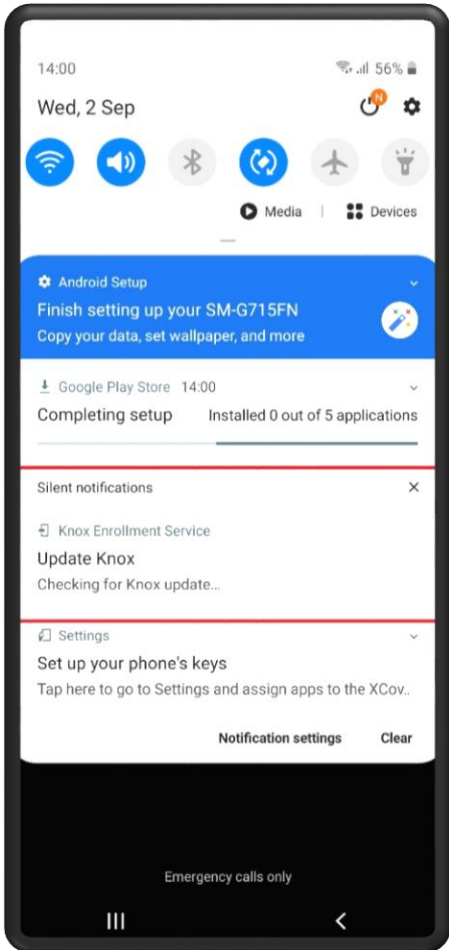 14:00 56%
Wed, 2 Sep N
Media | Devices
Android Setup
Finish setting up your SM-G715FN
Copy your data, set wallpaper, and more
Google Play Store 14:00
Completing setup Installed 0 out of 5 applications
Silent notifications
Knox Enrollment Service
Update Knox
Checking for Knox update...
Settings
Set up your phone's keys
Tap here to go to Settings and assign apps to the XCov..
Notification settings Clear
Emergency calls only